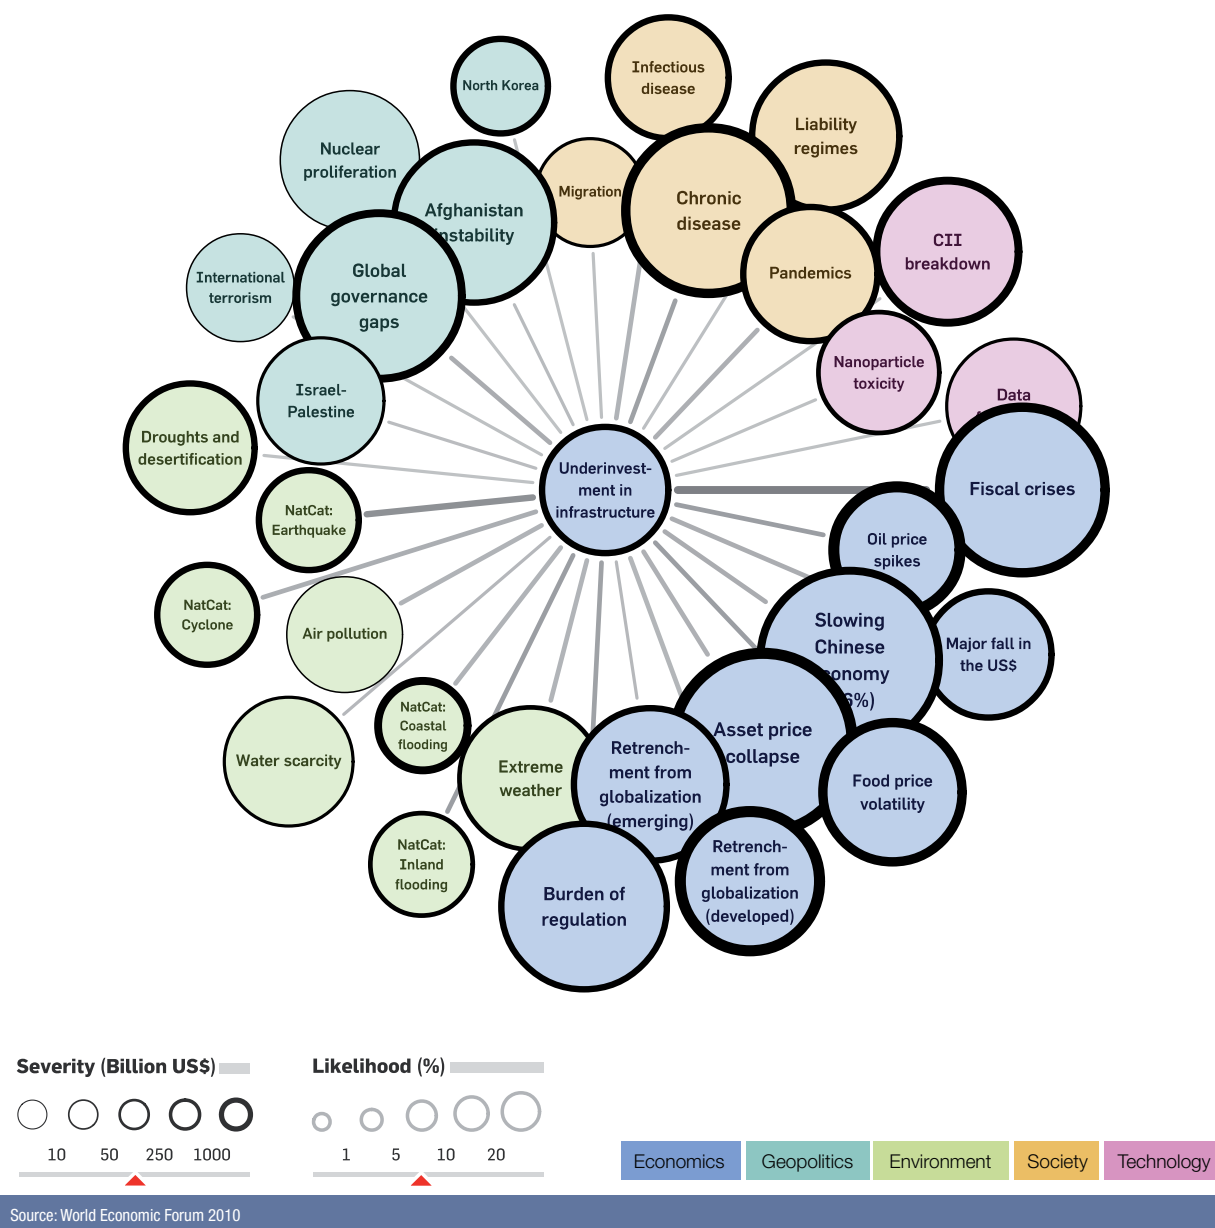 North Korea
Infectious
disease
Liability
regimes
Nuclear
proliferation
Migration
Chronic
disease
Afghanistan
instability
CII
breakdown
Pandemics
International
terrorism
Global
governance
gaps
Nanoparticle
toxicity
Data
Israel-
Palestine
Droughts and
desertification
Underinvest-
ment in
infrastructure
Fiscal crises
NatCat:
Earthquake
Oil price
spikes
NatCat:
Cyclone
Air pollution
Slowing
Chinese
Major fall in
the US$
NatCat:
Coastal
flooding
Water scarcity
Extreme
weather
Retrench-
ment from
globalization
(emerging)
Asset price
collapse
Food price
volatility
NatCat:
Inland
flooding
Burden of
regulation
Retrench-
ment from
globalization
(developed)
Severity (Billion US$)
10 50 250 1000
Likelihood (%)
1 5 10 20
Economics Geopolitics Environment Society Technology
Source: World Economic Forum 2010